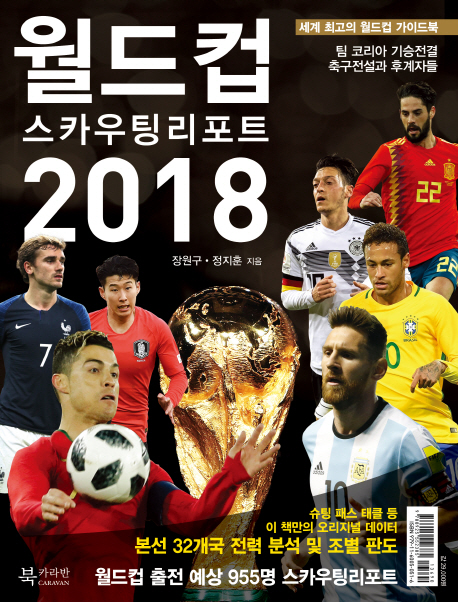 세계 최고의 월드컵 가이드북
팀 코리아 기승전결
축구전설과 후계자들
월드컵
스카우팅리포트
2018
장원구·정지훈 지음
22
7
10
슈팅 패스 태클 등
이 책만의 오리지널 데이터
본선 32개국 전력 분석 및 조별 판도
월드컵 출전 예상 955명 스카우팅리포트
북카라반
CARAVAN